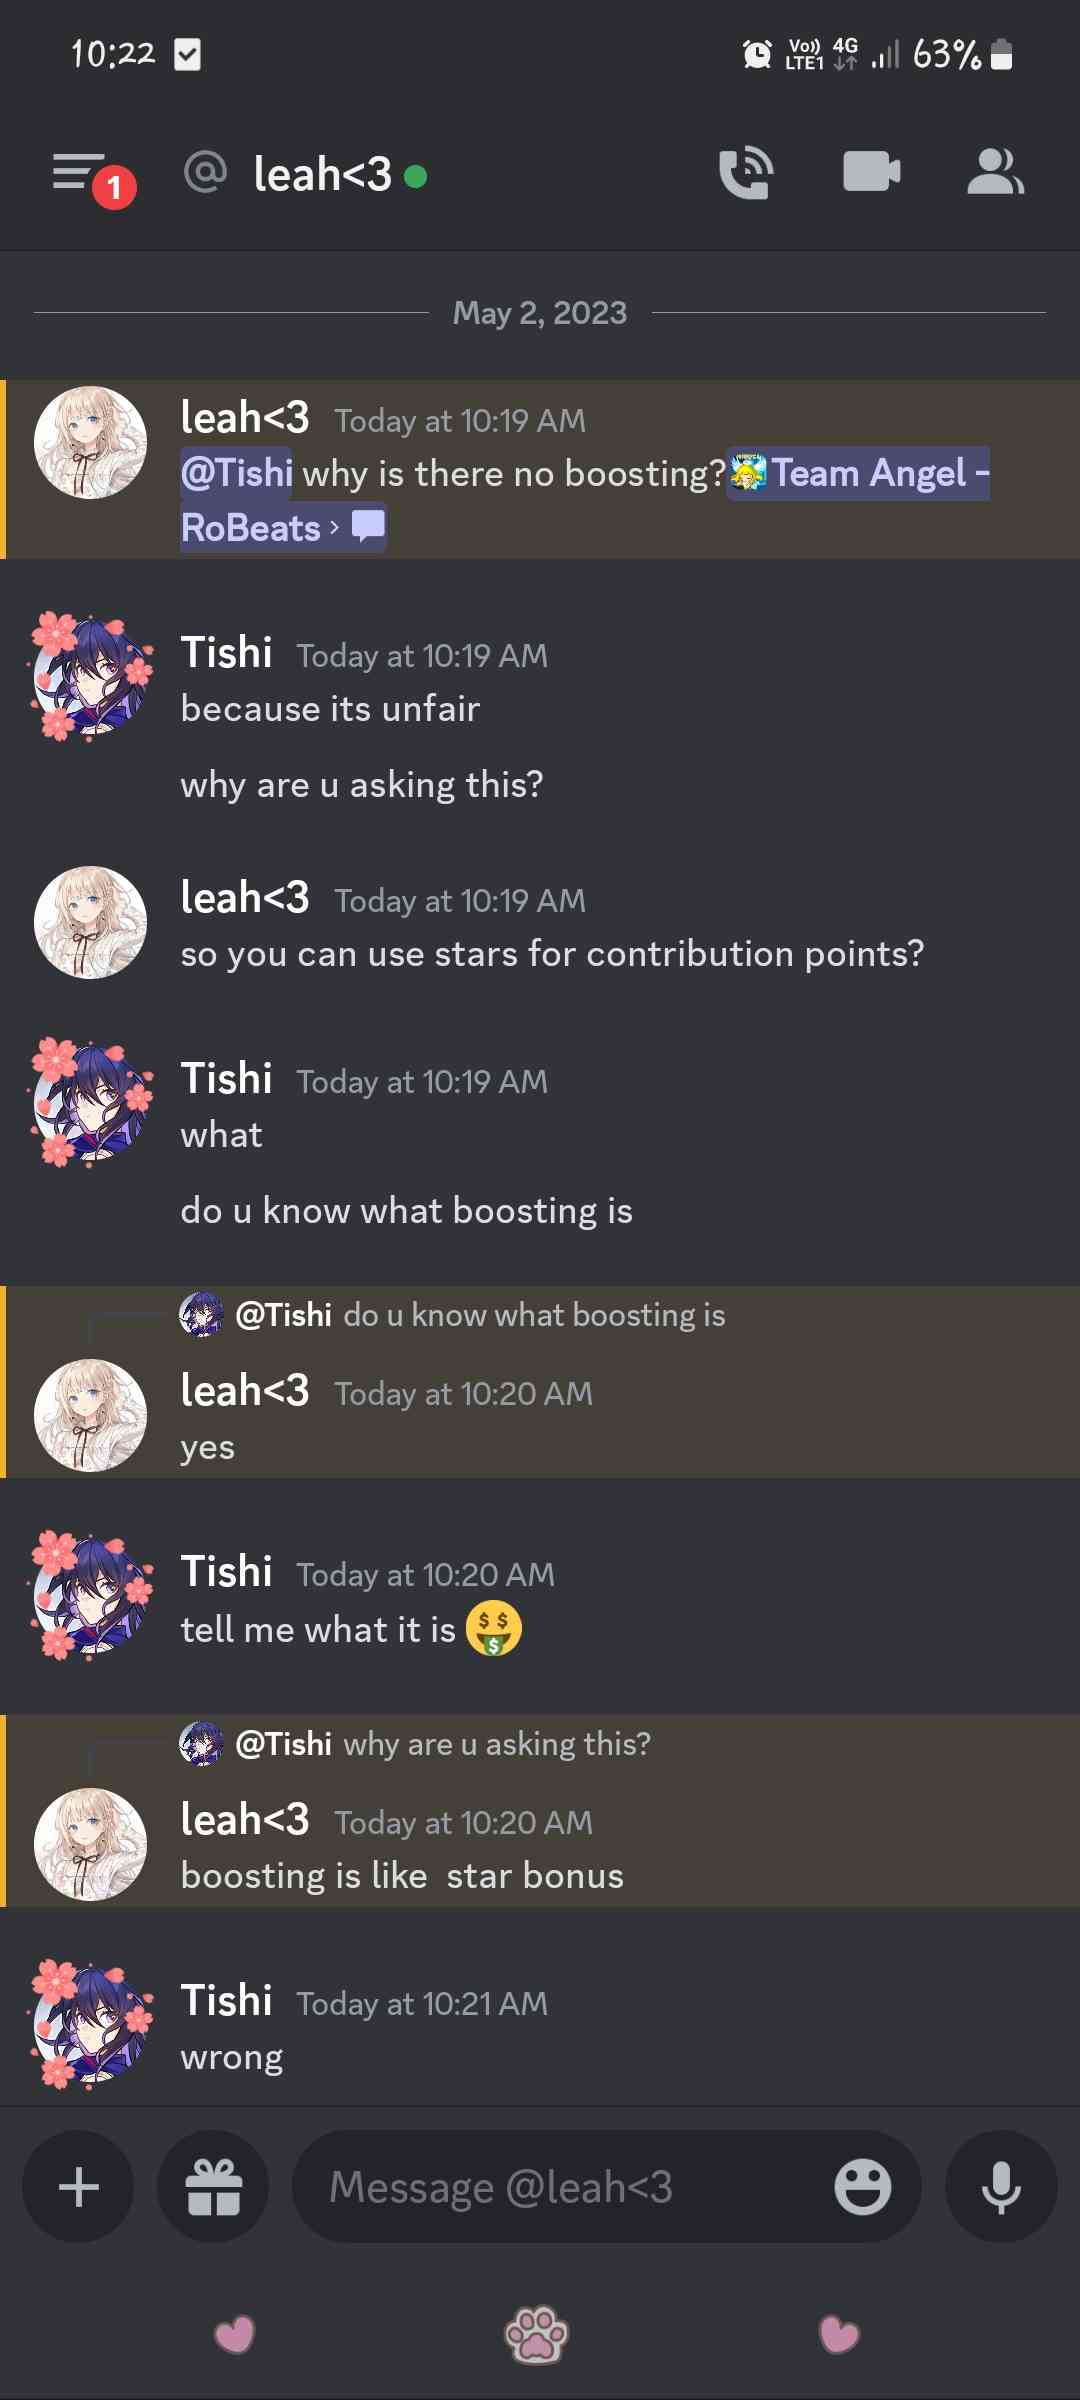 10:22
Vo)) LTE1 4G 63%
1
@ leah<3
May 2, 2023
leah<3 Today at 10:19 AM
@Tishi why is there no boosting? Team Angel -
RoBeats ›
Tishi Today at 10:19 AM
because its unfair
why are u asking this?
leah<3 Today at 10:19 AM
so you can use stars for contribution points?
Tishi Today at 10:19 AM
what
do u know what boosting is
@Tishi do u know what boosting is
leah<3 Today at 10:20 AM
yes
Tishi Today at 10:20 AM
tell me what it is 🤑
@Tishi why are u asking this?
leah<3 Today at 10:20 AM
boosting is like  star bonus
Tishi Today at 10:21 AM
wrong
Message @leah<3